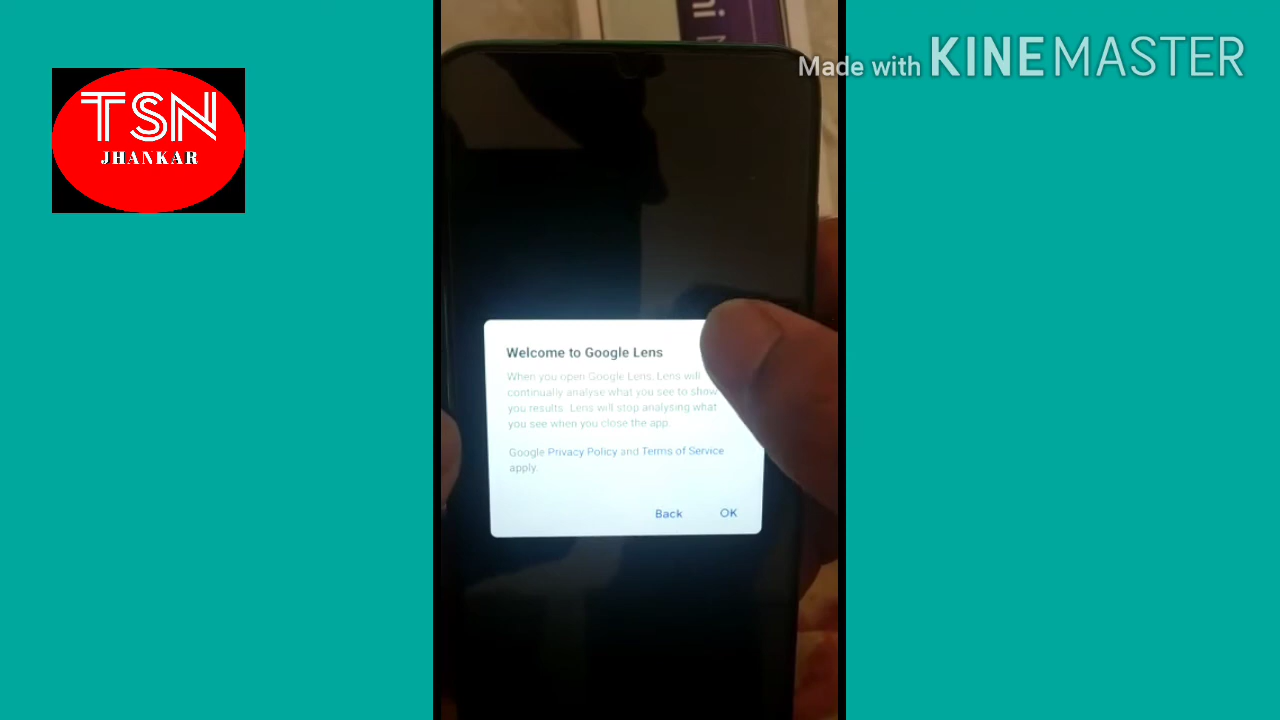 TSN
JHANKAR
Made with KINEMASTER
Welcome to Google Lens
When you open Google Lens, Lens will
continually analyse what you see to show
you results. Lens will stop analysing what
you see when you close the app.
Google Privacy Policy and Terms of Service
apply.
Back OK